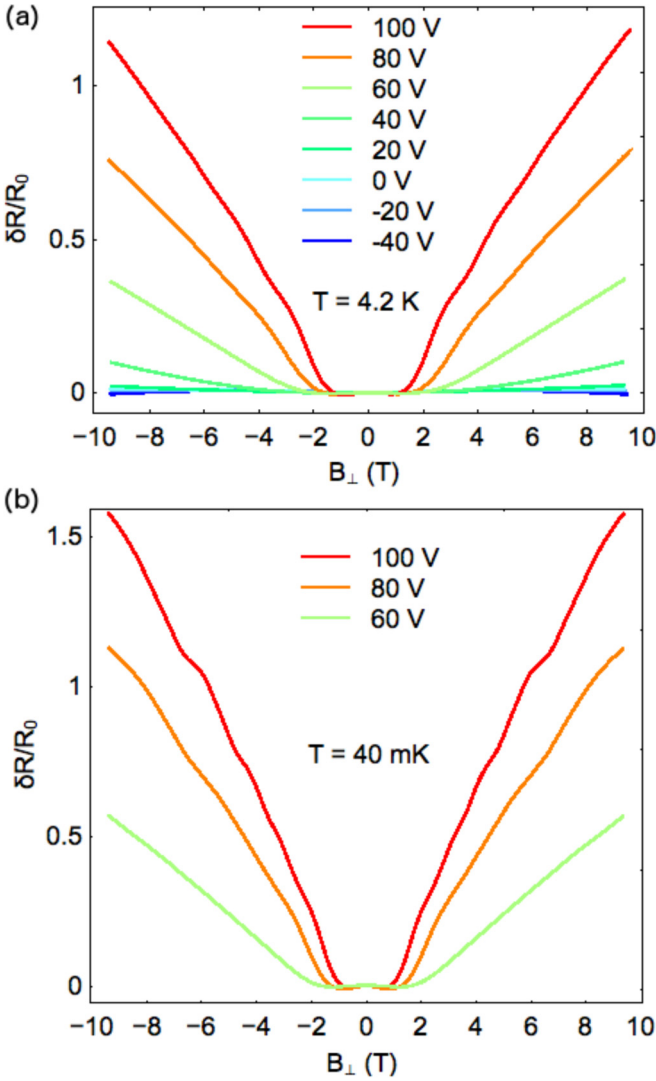 (a)
100 V
80 V
60 V
40 V
20 V
0 V
-20 V
-40 V
T = 4.2 K
δR/R₀
1
0.5
0
−10 −8 −6 −4 −2 0 2 4 6 8 10
B⊥ (T)
(b)
100 V
80 V
60 V
T = 40 mK
δR/R₀
1.5
1
0.5
0
−10 −8 −6 −4 −2 0 2 4 6 8 10
B⊥ (T)